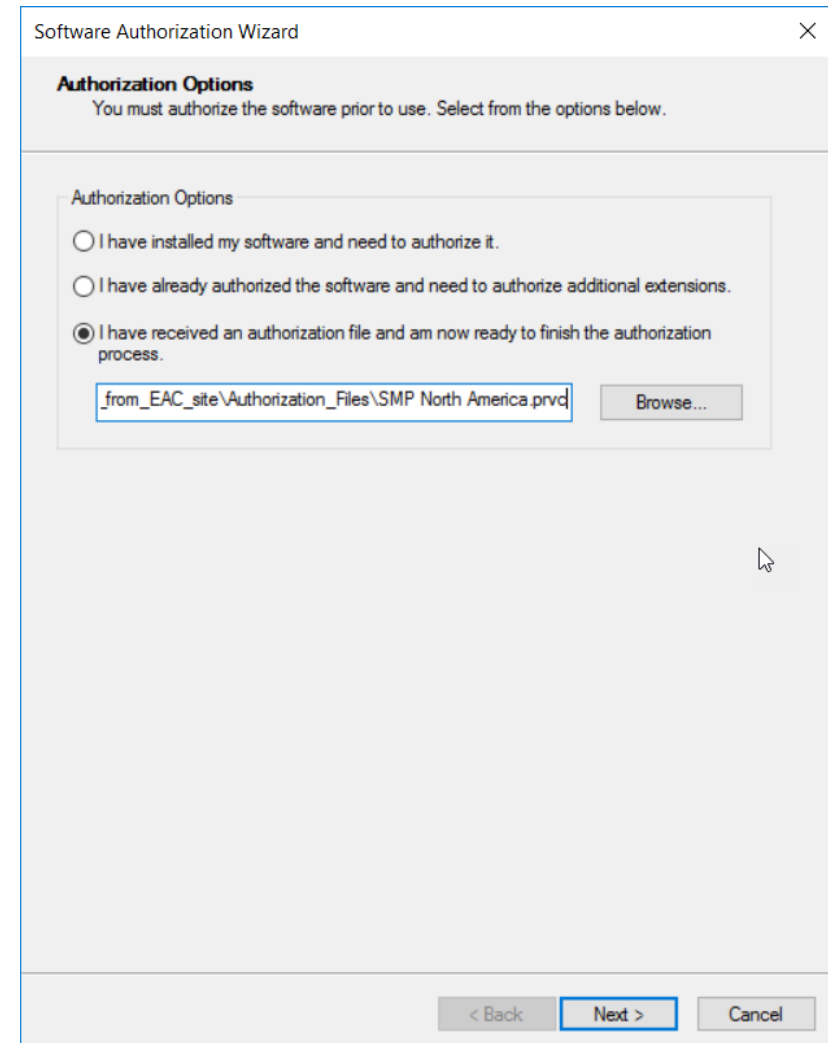 Software Authorization Wizard
Authorization Options
You must authorize the software prior to use. Select from the options below.
Authorization Options
I have installed my software and need to authorize it.
I have already authorized the software and need to authorize additional extensions.
I have received an authorization file and am now ready to finish the authorization
process.
_from_EAC_site\Authorization_Files\SMP North America.prvc
Browse...
< Back
Next >
Cancel